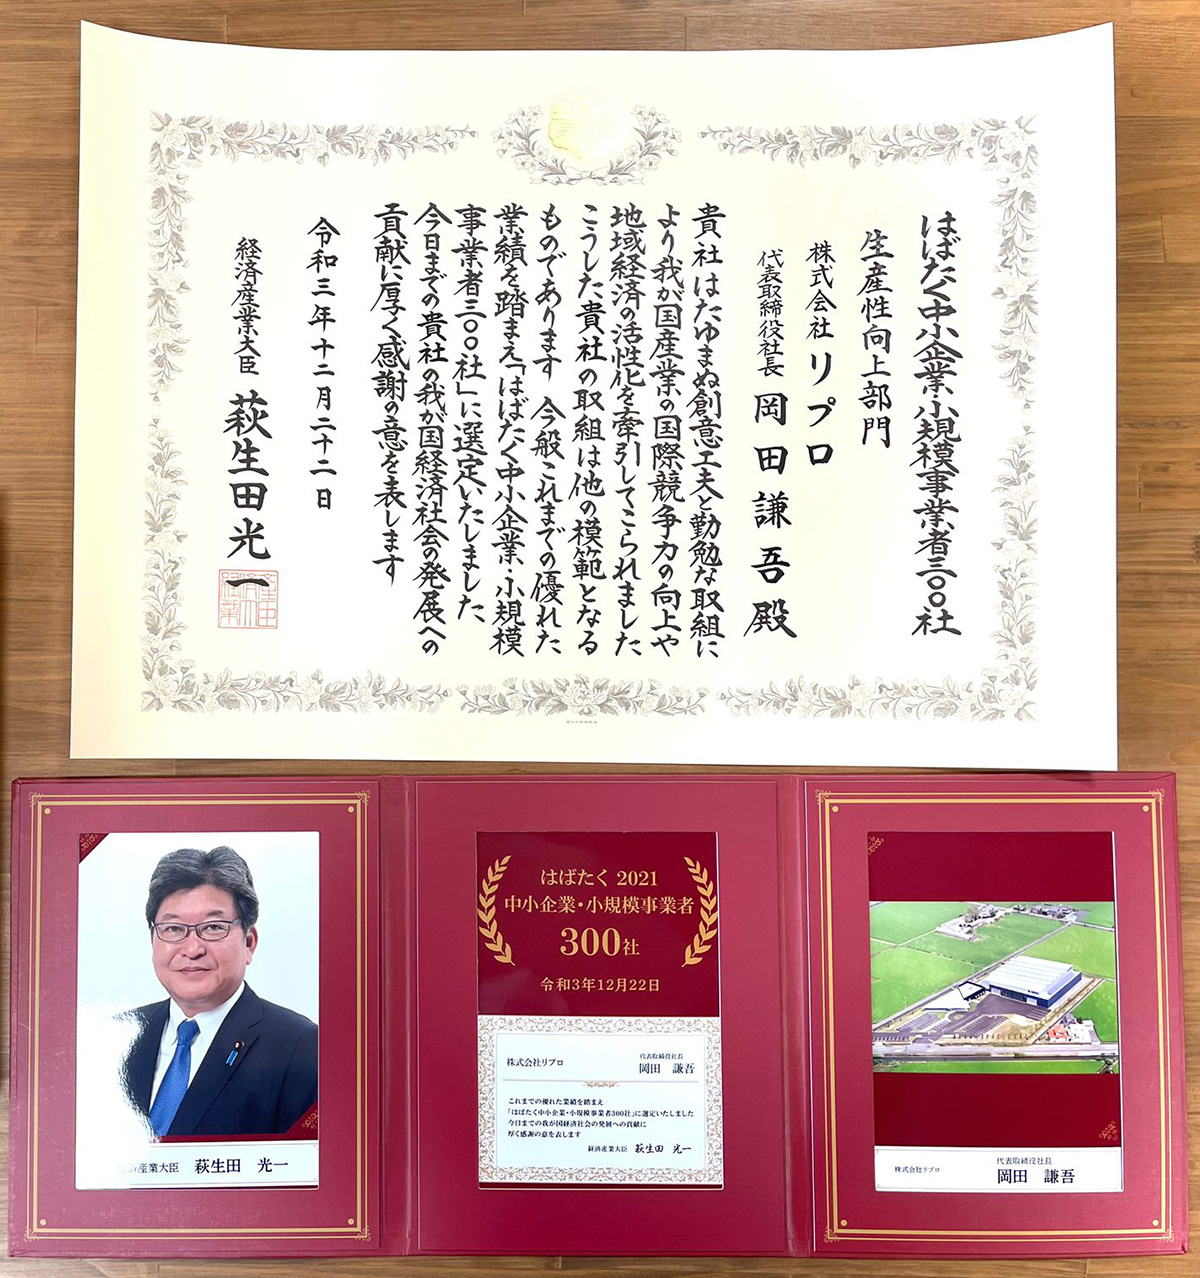 はばたく中小企業・小規模事業者三〇〇社
生産性向上部門
株式会社リプロ
代表取締役社長 岡田謙吾殿
貴社はたゆまぬ創意工夫と勤勉な取組に
より我が国産業の国際競争力の向上や
地域経済の活性化を牽引してこられました
こうした貴社の取組は他の模範となる
ものであります 今般これまでの優れた
業績を踏まえ「はばたく中小企業・小規模
事業者三〇〇社」に選定いたしました
今日までの貴社の我が国経済社会の発展への
貢献に厚く感謝の意を表します
令和三年十二月二十二日
経済産業大臣 萩生田光一
済産業大臣 萩生田 光一
はばたく 2021
中小企業・小規模事業者
300社
令和3年12月22日
株式会社リプロ
代表取締役社長
岡田 謙吾
これまでの優れた業績を踏まえ
「はばたく中小企業・小規模事業者300社」に選定いたしました
今日までの我が国経済社会の発展への貢献に
厚く感謝の意を表します
経済産業大臣 萩生田 光一
株式会社リプロ
代表取締役社長
岡田 謙吾